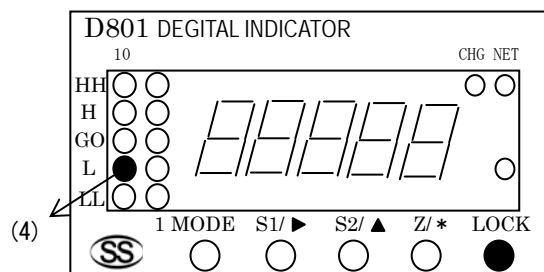 D801 DEGITAL INDICATOR
10 CHG NET
HH
H
GO
L
LL
(4)
1 MODE S1/▶ S2/▲ Z/* LOCK
SS